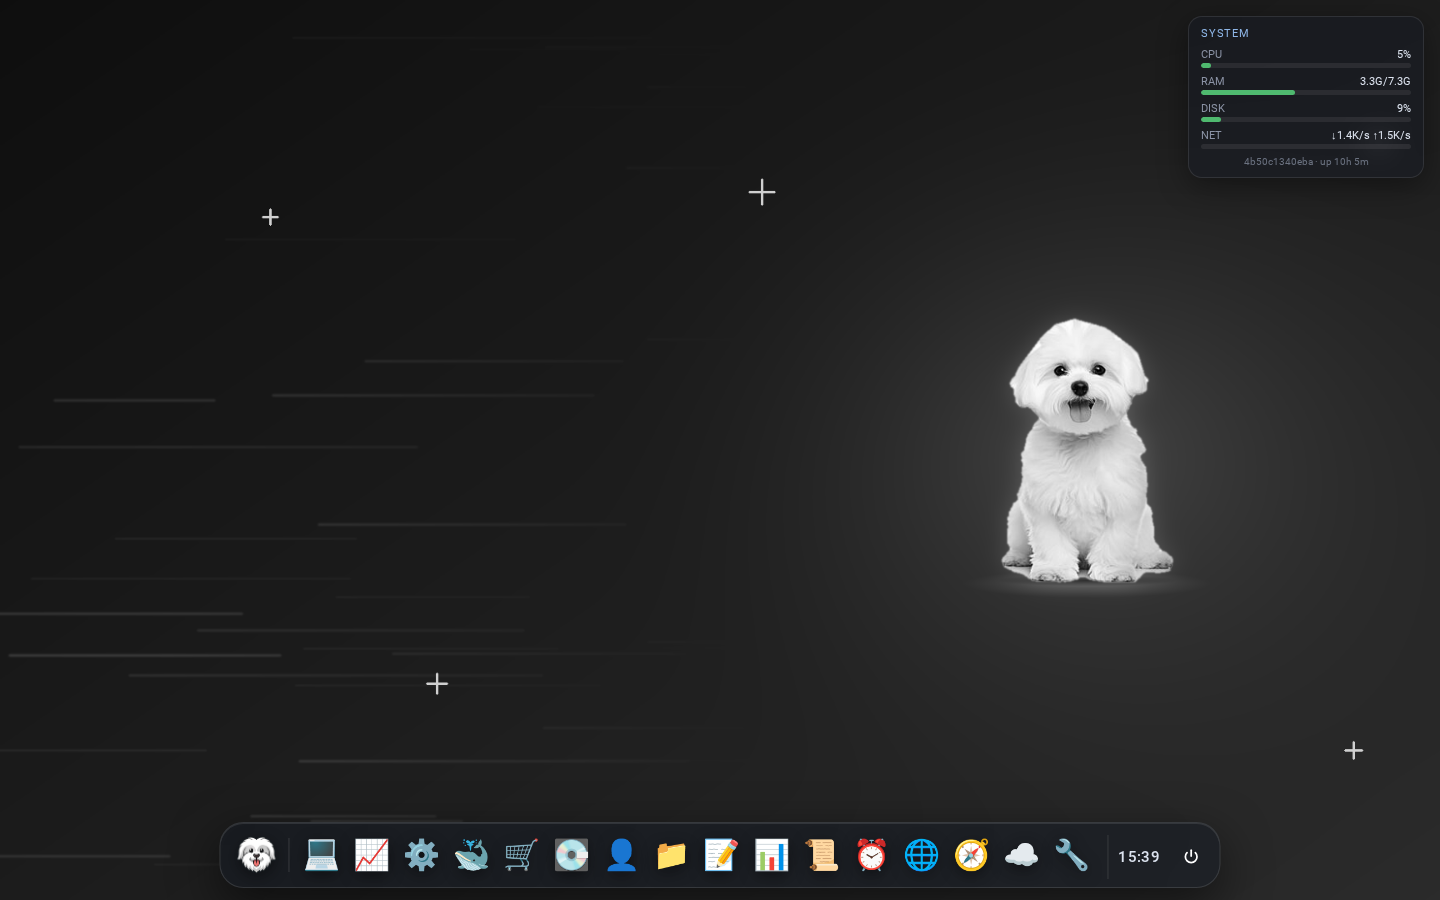 SYSTEM
CPU 5%
RAM 3.3G/7.3G
DISK 9%
NET ↓1.4K/s ↑1.5K/s
4b50c1340eba · up 10h 5m
15:39